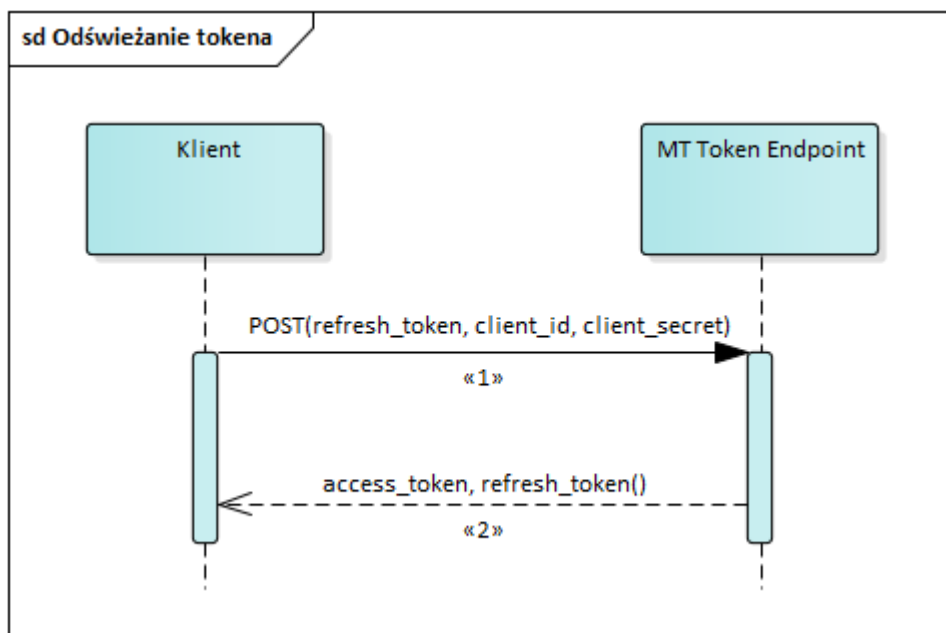 sd Odświeżanie tokena
Klient
MT Token Endpoint
POST(refresh_token, client_id, client_secret)
«1»
access_token, refresh_token()
«2»